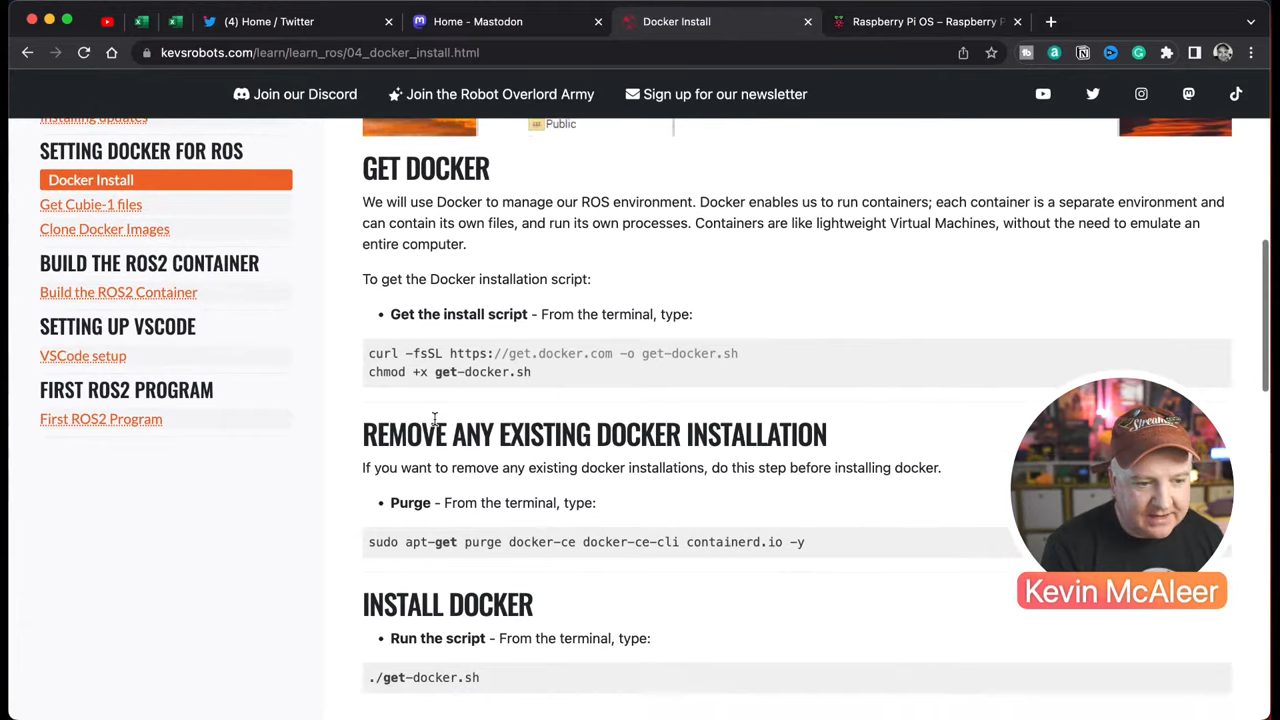 (4) Home / Twitter
Home - Mastodon
Docker Install
Raspberry Pi OS – Raspberry P
kevsrobots.com/learn/learn_ros/04_docker_install.html
Join our Discord
Join the Robot Overlord Army
Sign up for our newsletter
Installing updates
SETTING DOCKER FOR ROS
Docker Install
Get Cubie-1 files
Clone Docker Images
BUILD THE ROS2 CONTAINER
Build the ROS2 Container
SETTING UP VSCODE
VSCode setup
FIRST ROS2 PROGRAM
First ROS2 Program
Public
GET DOCKER
We will use Docker to manage our ROS environment. Docker enables us to run containers; each container is a separate environment and
can contain its own files, and run its own processes. Containers are like lightweight Virtual Machines, without the need to emulate an
entire computer.
To get the Docker installation script:
• Get the install script - From the terminal, type:
curl -fsSL https://get.docker.com -o get-docker.sh
chmod +x get-docker.sh
REMOVE ANY EXISTING DOCKER INSTALLATION
If you want to remove any existing docker installations, do this step before installing docker.
• Purge - From the terminal, type:
sudo apt-get purge docker-ce docker-ce-cli containerd.io -y
INSTALL DOCKER
• Run the script - From the terminal, type:
./get-docker.sh
Kevin McAleer